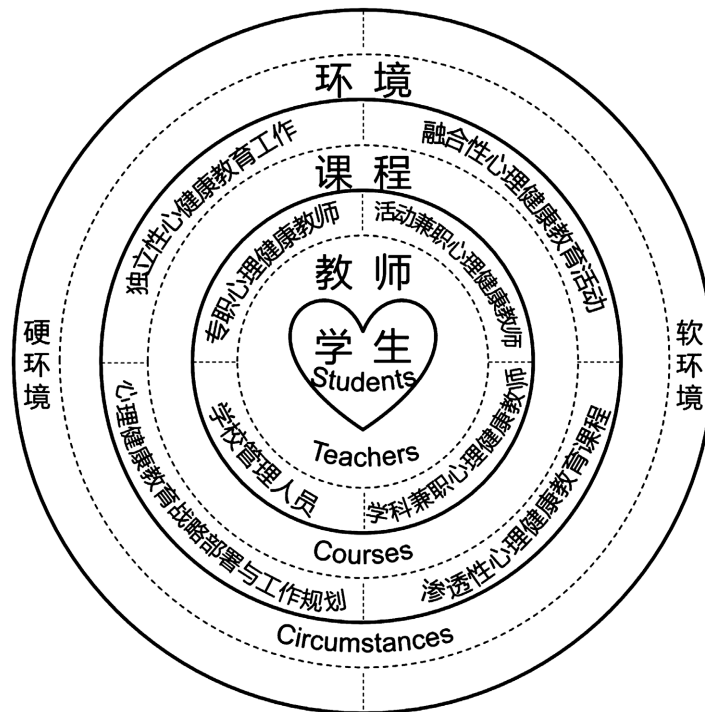 环境
独立性心健康教育工作
融合性心理健康教育活动
课程
专职心理健康教师
活动兼职心理健康教师
教师
硬环境
学生
Students
软环境
Teachers
学校管理人员
学科兼职心理健康教师
Courses
心理健康教育战略部署与工作规划
渗透性心理健康教育课程
Circumstances